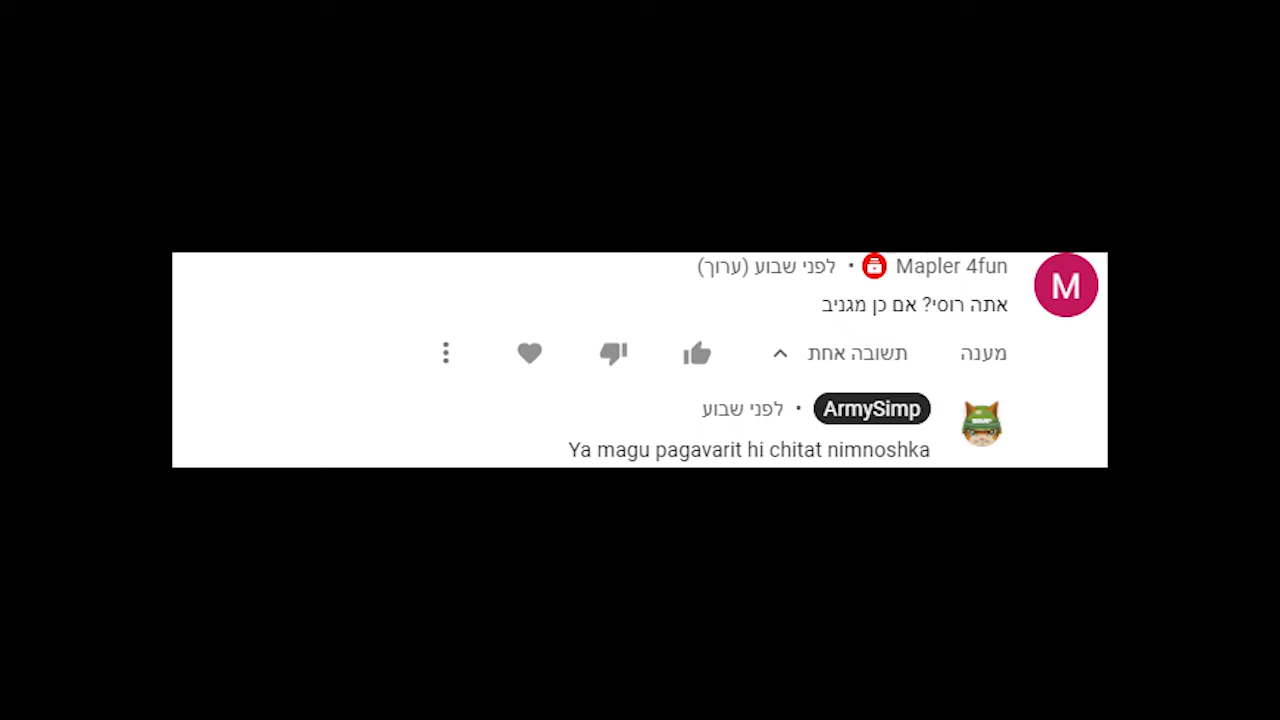 Mapler 4fun • לפני שבוע (ערוך)
M
אתה רוסי? אם כן מגניב
מענה תשובה אחת
ArmySimp • לפני שבוע
SIMP
Ya magu pagavarit hi chitat nimnoshka